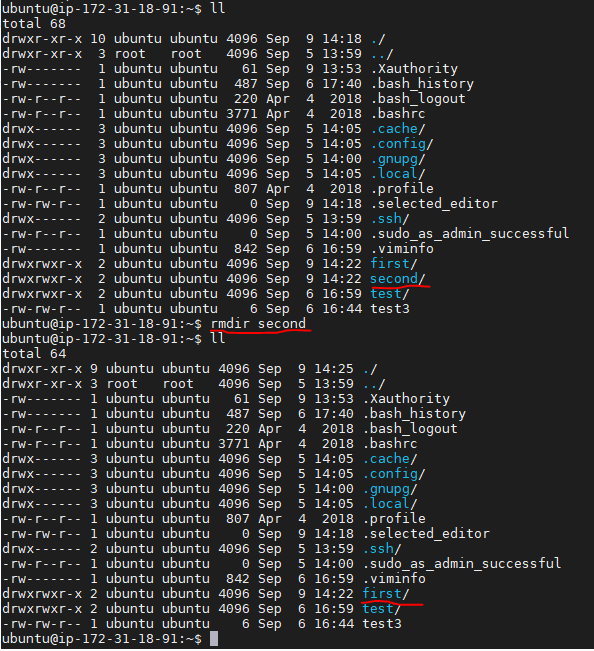 ubuntu@ip-172-31-18-91:~$ ll
total 68
drwxr-xr-x 10 ubuntu ubuntu 4096 Sep  9 14:18 ./
drwxr-xr-x  3 root   root   4096 Sep  5 13:59 ../
-rw-------  1 ubuntu ubuntu   61 Sep  9 13:53 .Xauthority
-rw-------  1 ubuntu ubuntu  487 Sep  6 17:40 .bash_history
-rw-r--r--  1 ubuntu ubuntu  220 Apr  4  2018 .bash_logout
-rw-r--r--  1 ubuntu ubuntu 3771 Apr  4  2018 .bashrc
drwx------  3 ubuntu ubuntu 4096 Sep  5 14:05 .cache/
drwx------  3 ubuntu ubuntu 4096 Sep  5 14:05 .config/
drwx------  3 ubuntu ubuntu 4096 Sep  5 14:00 .gnupg/
drwx------  3 ubuntu ubuntu 4096 Sep  5 14:05 .local/
-rw-r--r--  1 ubuntu ubuntu  807 Apr  4  2018 .profile
-rw-rw-r--  1 ubuntu ubuntu    0 Sep  9 14:18 .selected_editor
drwx------  2 ubuntu ubuntu 4096 Sep  5 13:59 .ssh/
-rw-r--r--  1 ubuntu ubuntu    0 Sep  5 14:00 .sudo_as_admin_successful
-rw-------  1 ubuntu ubuntu  842 Sep  6 16:59 .viminfo
drwxrwxr-x  2 ubuntu ubuntu 4096 Sep  9 14:22 first/
drwxrwxr-x  2 ubuntu ubuntu 4096 Sep  9 14:22 second/
drwxrwxr-x  2 ubuntu ubuntu 4096 Sep  6 16:59 test/
-rw-rw-r--  1 ubuntu ubuntu    6 Sep  6 16:44 test3
ubuntu@ip-172-31-18-91:~$ rmdir second
ubuntu@ip-172-31-18-91:~$ ll
total 64
drwxr-xr-x 9 ubuntu ubuntu 4096 Sep  9 14:25 ./
drwxr-xr-x 3 root   root   4096 Sep  5 13:59 ../
-rw------- 1 ubuntu ubuntu   61 Sep  9 13:53 .Xauthority
-rw------- 1 ubuntu ubuntu  487 Sep  6 17:40 .bash_history
-rw-r--r-- 1 ubuntu ubuntu  220 Apr  4  2018 .bash_logout
-rw-r--r-- 1 ubuntu ubuntu 3771 Apr  4  2018 .bashrc
drwx------ 3 ubuntu ubuntu 4096 Sep  5 14:05 .cache/
drwx------ 3 ubuntu ubuntu 4096 Sep  5 14:05 .config/
drwx------ 3 ubuntu ubuntu 4096 Sep  5 14:00 .gnupg/
drwx------ 3 ubuntu ubuntu 4096 Sep  5 14:05 .local/
-rw-r--r-- 1 ubuntu ubuntu  807 Apr  4  2018 .profile
-rw-rw-r-- 1 ubuntu ubuntu    0 Sep  9 14:18 .selected_editor
drwx------ 2 ubuntu ubuntu 4096 Sep  5 13:59 .ssh/
-rw-r--r-- 1 ubuntu ubuntu    0 Sep  5 14:00 .sudo_as_admin_successful
-rw------- 1 ubuntu ubuntu  842 Sep  6 16:59 .viminfo
drwxrwxr-x 2 ubuntu ubuntu 4096 Sep  9 14:22 first/
drwxrwxr-x 2 ubuntu ubuntu 4096 Sep  6 16:59 test/
-rw-rw-r-- 1 ubuntu ubuntu    6 Sep  6 16:44 test3
ubuntu@ip-172-31-18-91:~$